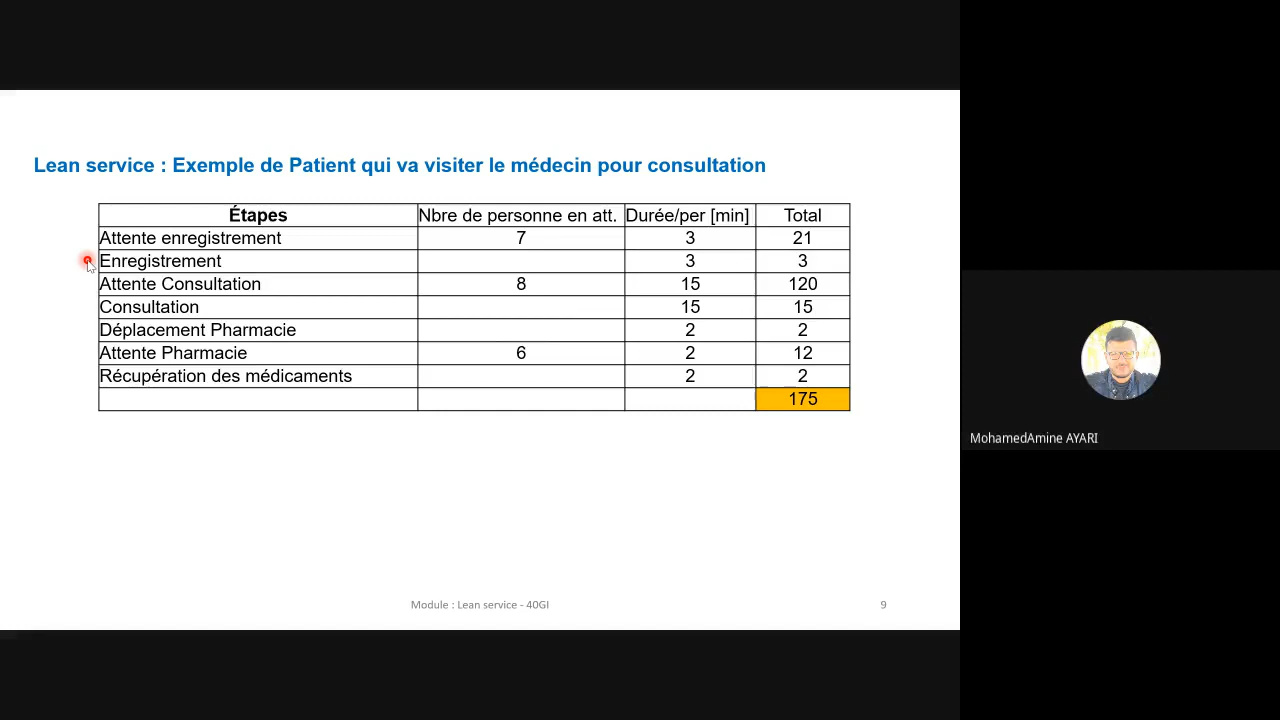 Lean service : Exemple de Patient qui va visiter le médecin pour consultation
Étapes Nbre de personne en att. Durée/per [min] Total
Attente enregistrement 7 3 21
Enregistrement 3 3
Attente Consultation 8 15 120
Consultation 15 15
Déplacement Pharmacie 2 2
Attente Pharmacie 6 2 12
Récupération des médicaments 2 2
175
MohamedAmine AYARI
Module : Lean service - 40GI 9